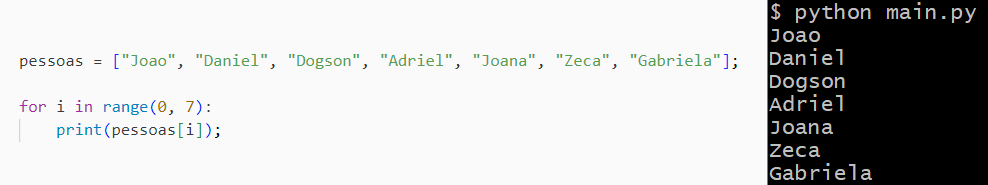 pessoas = ["Joao", "Daniel", "Dogson", "Adriel", "Joana", "Zeca", "Gabriela"];
for i in range(0, 7):
    print(pessoas[i]);
$ python main.py
Joao
Daniel
Dogson
Adriel
Joana
Zeca
Gabriela